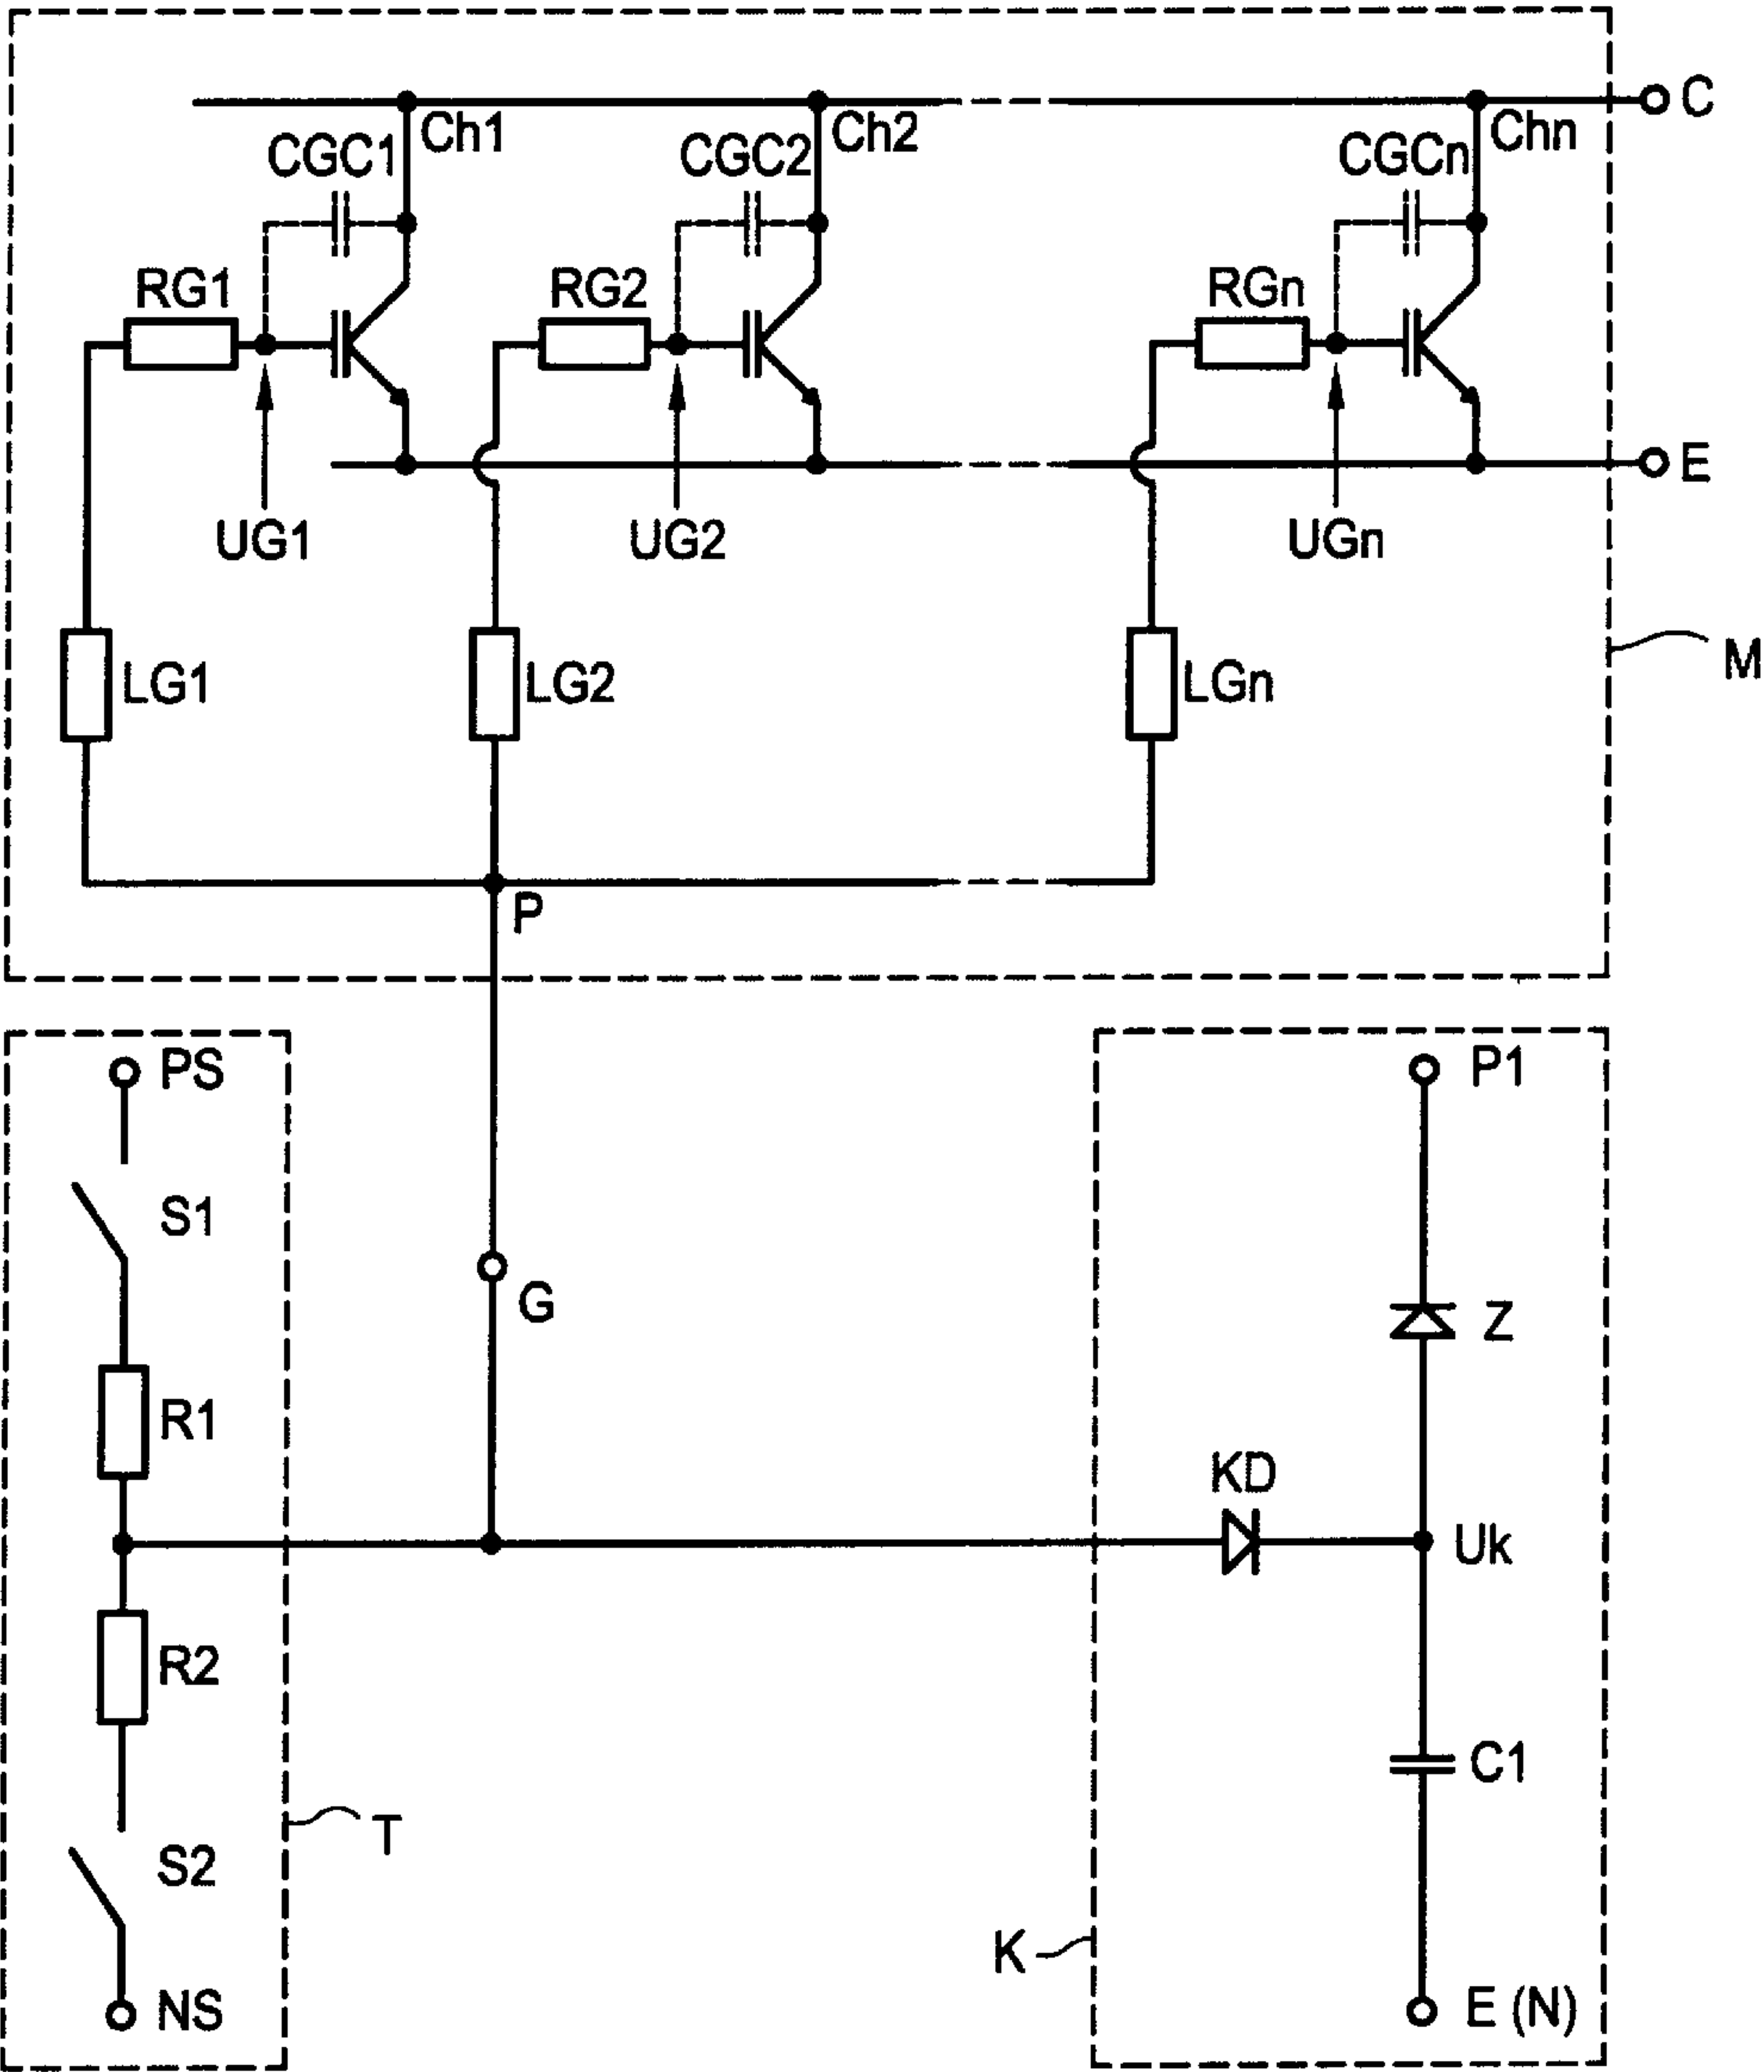 C
Ch1
Ch2
Chn
CGC1
CGC2
CGCn
RG1
RG2
RGn
E
UG1
UG2
UGn
M
LG1
LG2
LGn
P
PS
P1
S1
G
Z
R1
KD
Uk
R2
C1
T
S2
K
NS
E (N)